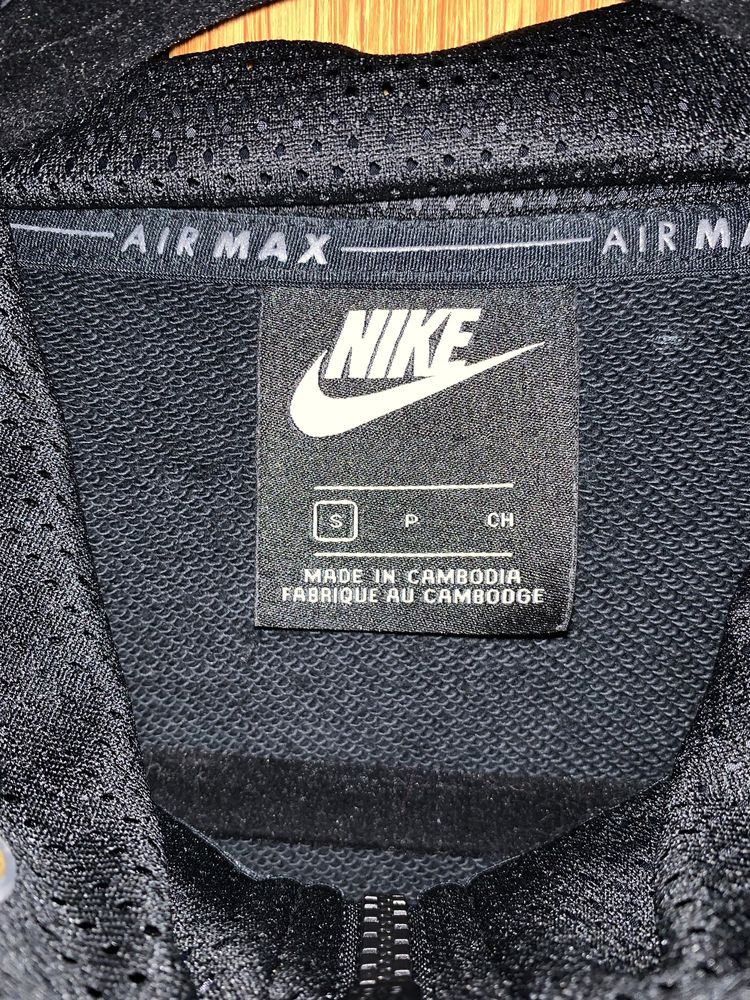 AIR MAX AIR MA
NIKE
S P CH
MADE IN CAMBODIA
FABRIQUE AU CAMBODGE